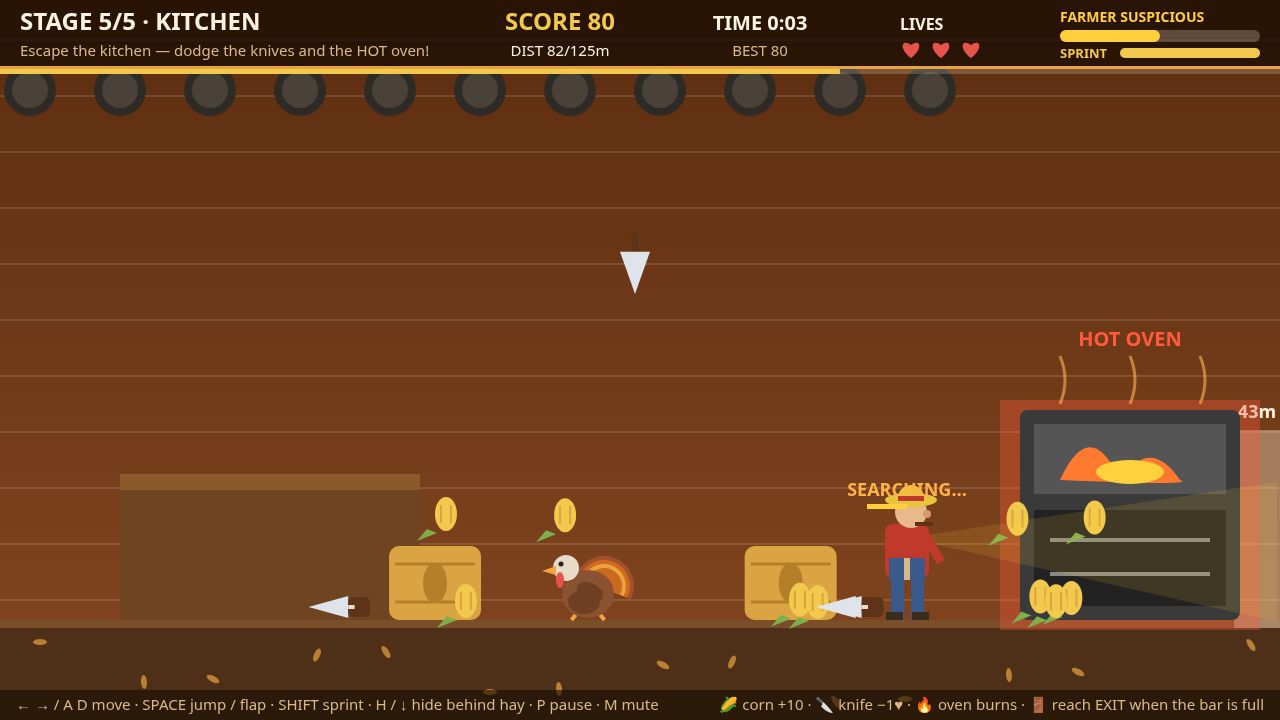 STAGE 5/5 · KITCHEN
Escape the kitchen — dodge the knives and the HOT oven!
SCORE 80
DIST 82/125m
TIME 0:03
BEST 80
LIVES
FARMER SUSPICIOUS
SPRINT
HOT OVEN
43m
SEARCHING...
← → / A D move · SPACE jump / flap · SHIFT sprint · H / ↓ hide behind hay · P pause · M mute
🌽 corn +10 · 🔪 knife −1♥ · 🔥 oven burns · 🚪 reach EXIT when the bar is full